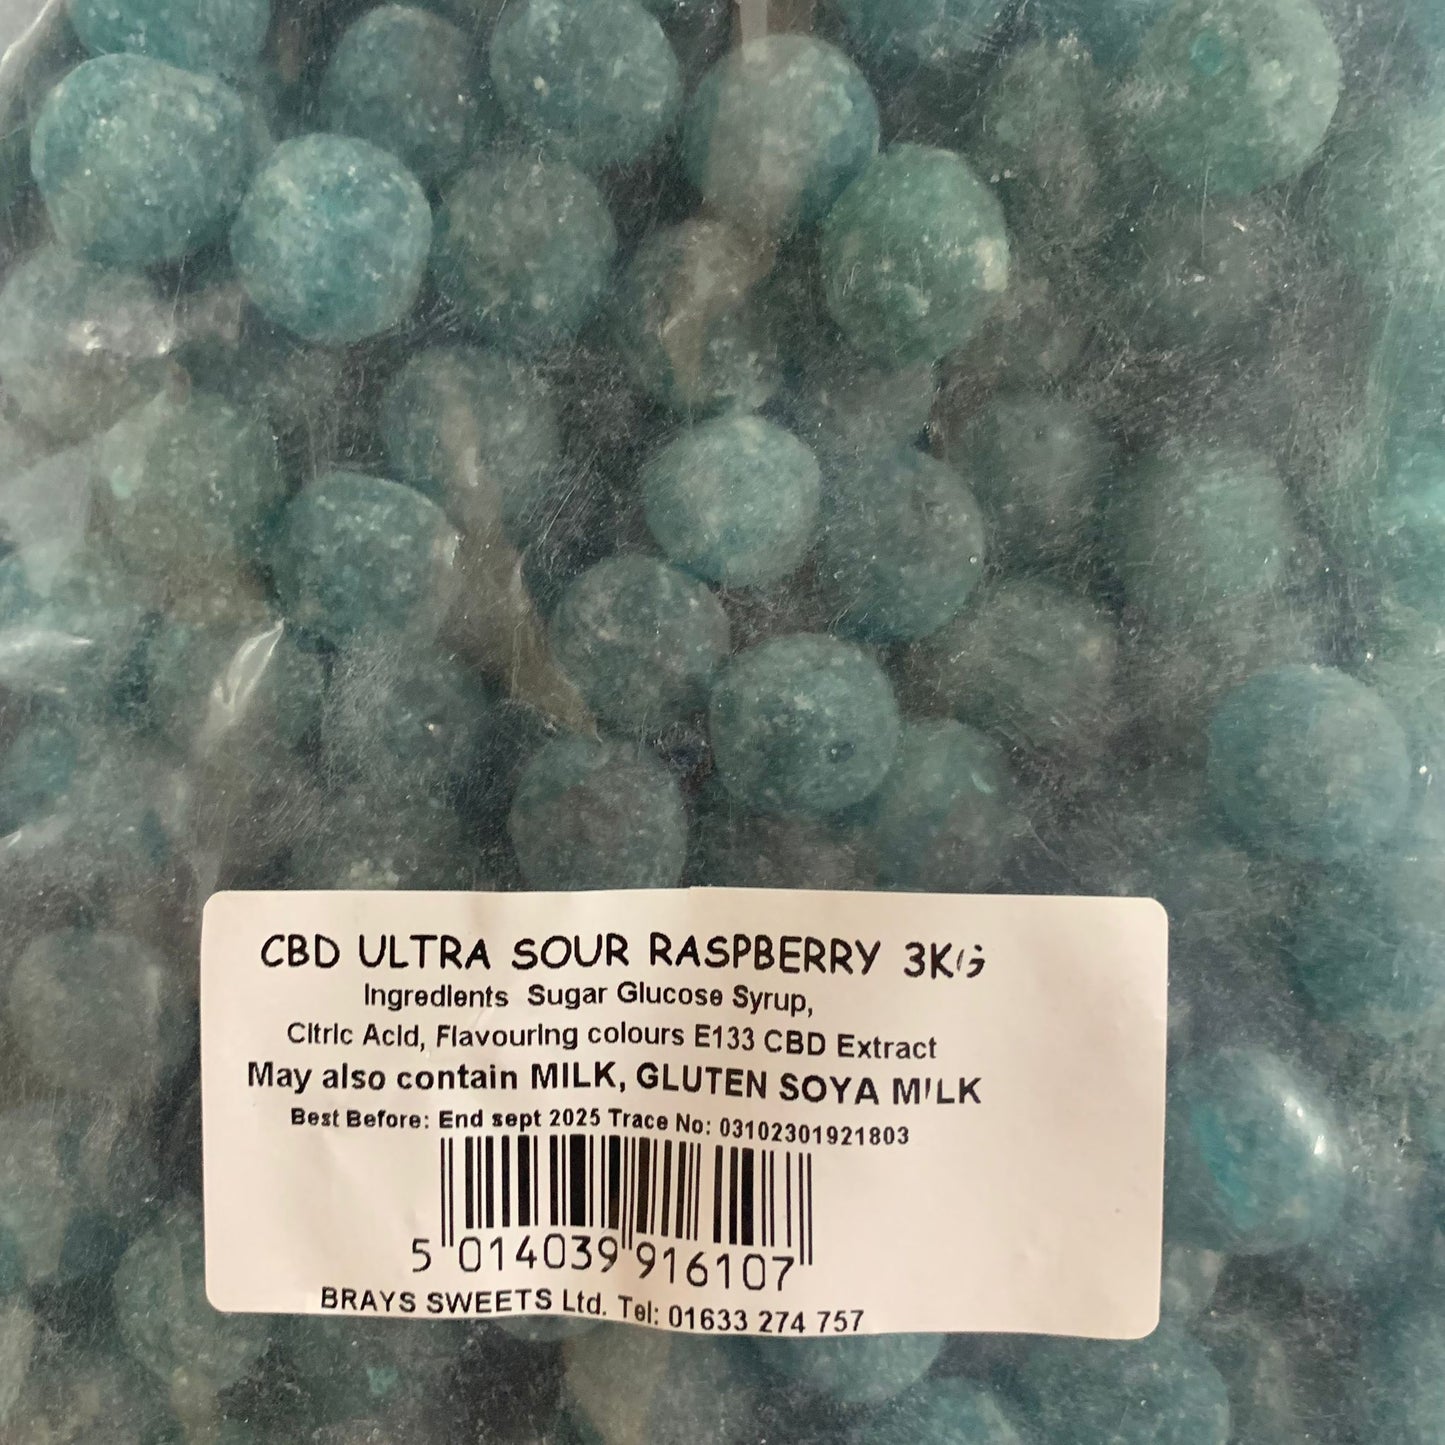 CBD ULTRA SOUR RASPBERRY 3KG
Ingredients Sugar Glucose Syrup,
Citric Acid, Flavouring colours E133 CBD Extract
May also contain MILK, GLUTEN SOYA MILK
Best Before: End sept 2025 Trace No: 03102301921803
5 014039 916107
BRAYS SWEETS Ltd. Tel: 01633 274 757